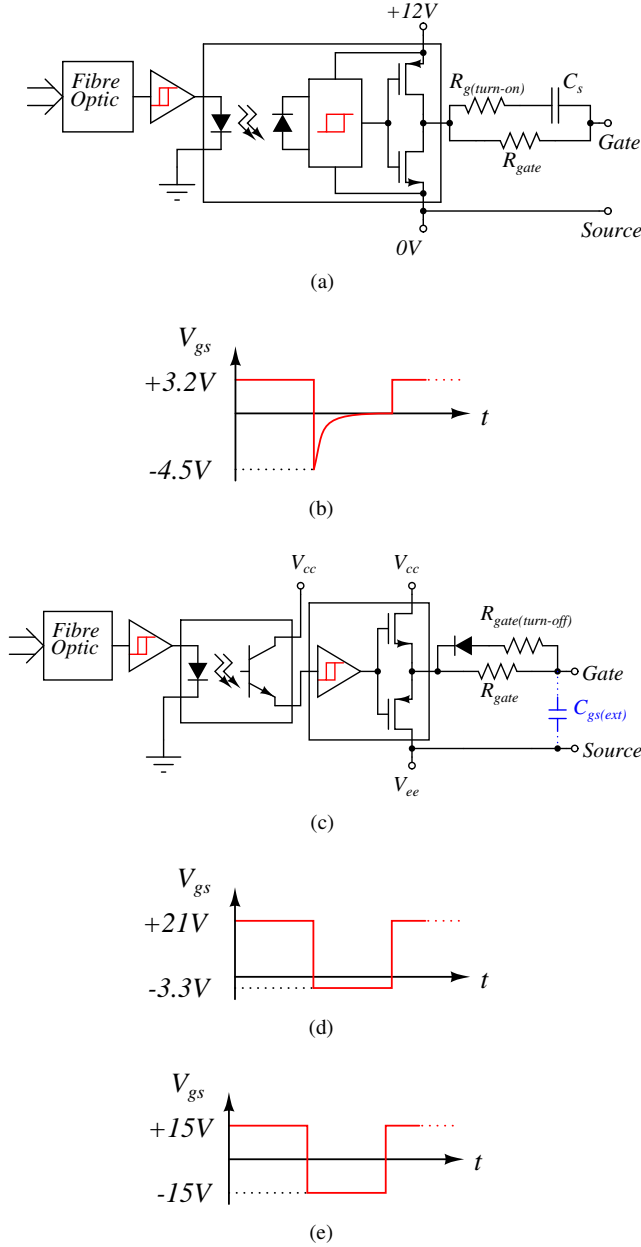 +12V
Fibre
Optic
R_g(turn-on)
C_s
Gate
R_gate
Source
0V
(a)
V_gs
+3.2V
t
-4.5V
(b)
V_cc
V_cc
Fibre
Optic
R_gate(turn-off)
R_gate
Gate
C_gs(ext)
Source
V_ee
(c)
V_gs
+21V
-3.3V
t
(d)
V_gs
+15V
t
-15V
(e)